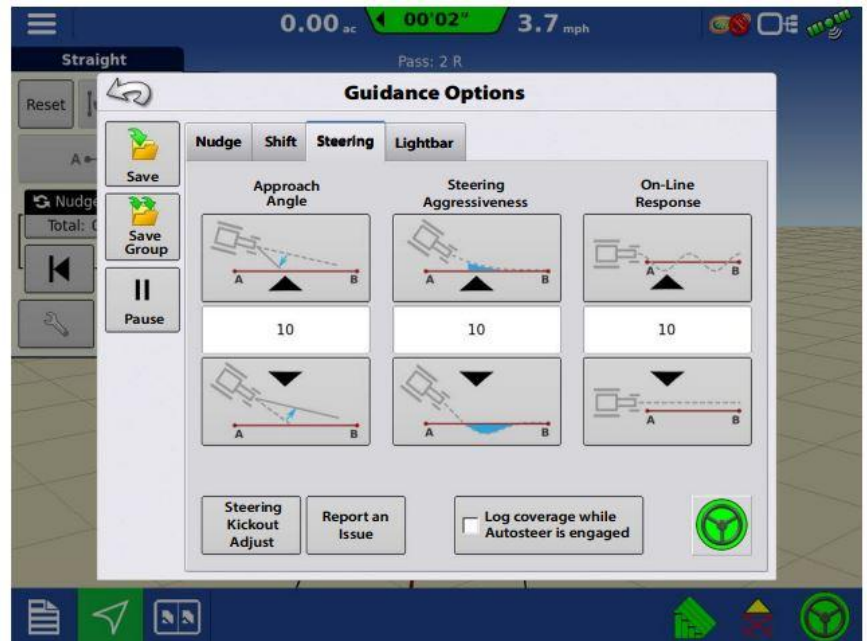 0.00 ac
00'02"
3.7 mph
Straight
Pass: 2 R
Guidance Options
Reset
A
Nudge
Total:
Save
Save
Group
Pause
Nudge
Shift
Steering
Lightbar
Approach
Angle
Steering
Aggressiveness
On-Line
Response
A B
A B
A B
10
10
10
A B
A B
A B
Steering
Kickout
Adjust
Report an
Issue
Log coverage while
Autosteer is engaged